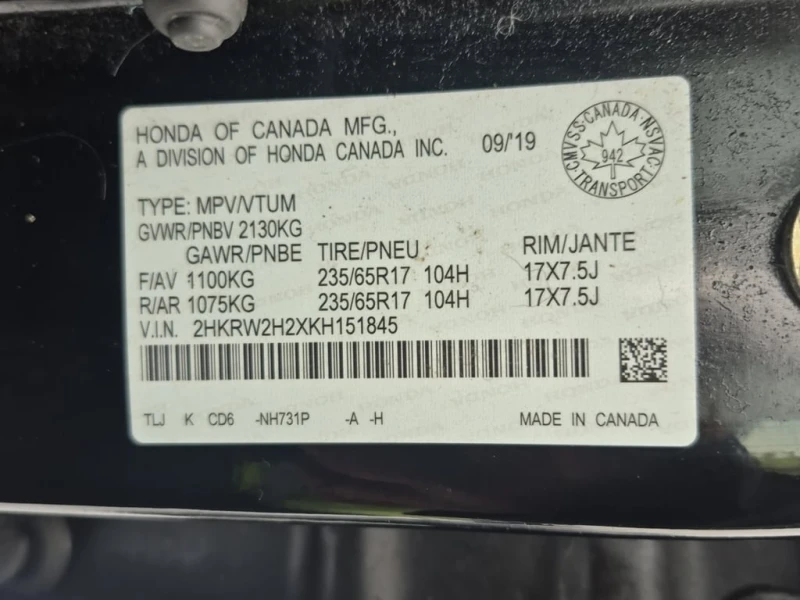 HONDA OF CANADA MFG.,
A DIVISION OF HONDA CANADA INC. 09/'19
CMVSS·CANADA·NSVAC·TRANSPORT·
942
TYPE: MPV/VTUM
GVWR/PNBV 2130KG
GAWR/PNBE TIRE/PNEU RIM/JANTE
F/AV 1100KG 235/65R17 104H 17X7.5J
R/AR 1075KG 235/65R17 104H 17X7.5J
V.I.N. 2HKRW2H2XKH151845
TLJ K CD6 -NH731P -A -H MADE IN CANADA